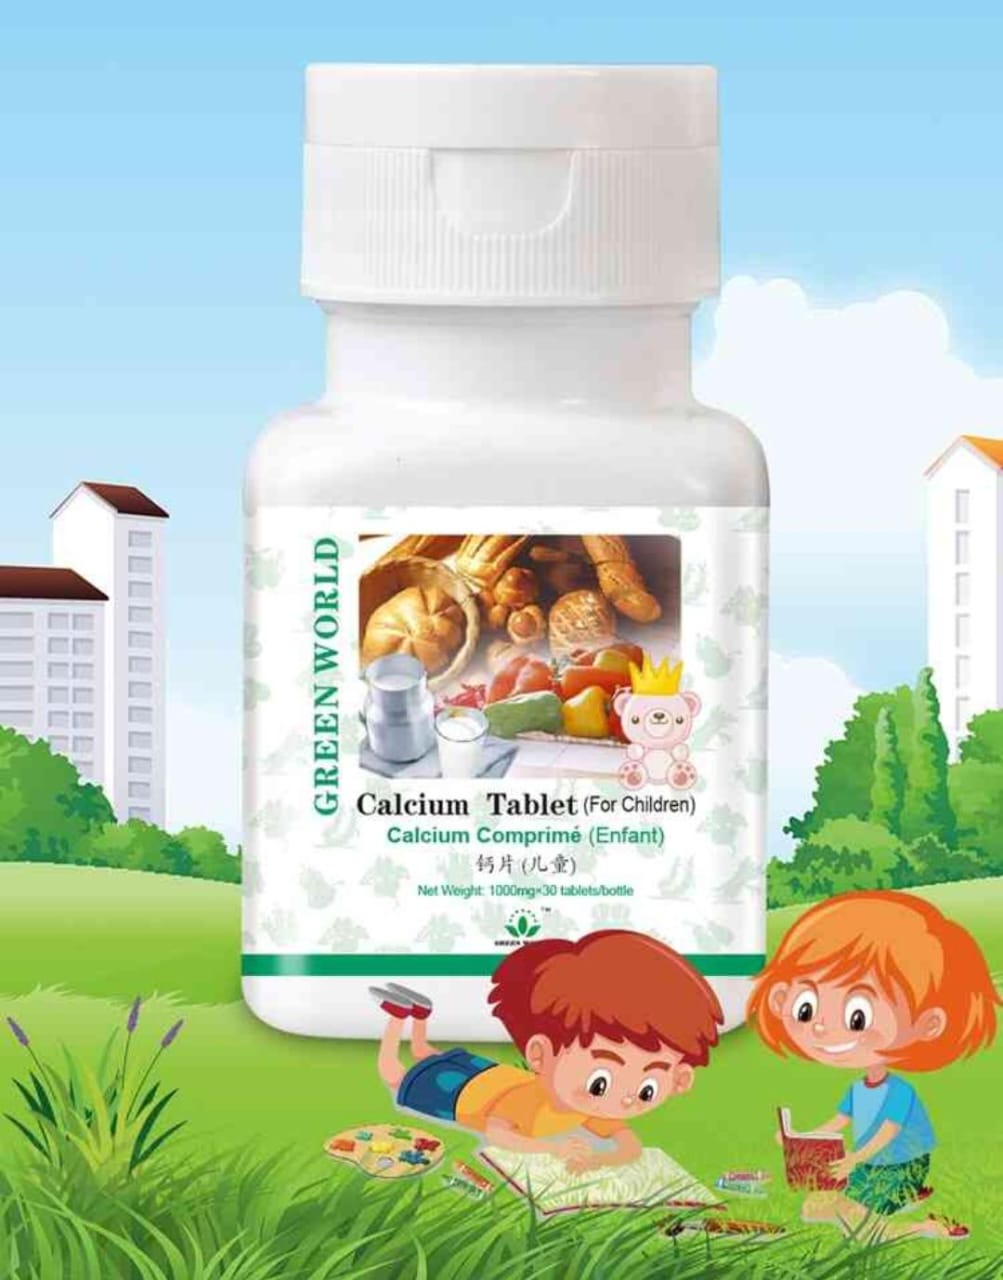 GREEN WORLD
Calcium Tablet (For Children)
Calcium Comprimé (Enfant)
钙片(儿童)
Net Weight: 1000mg×30 tablets/bottle
TM
GREEN